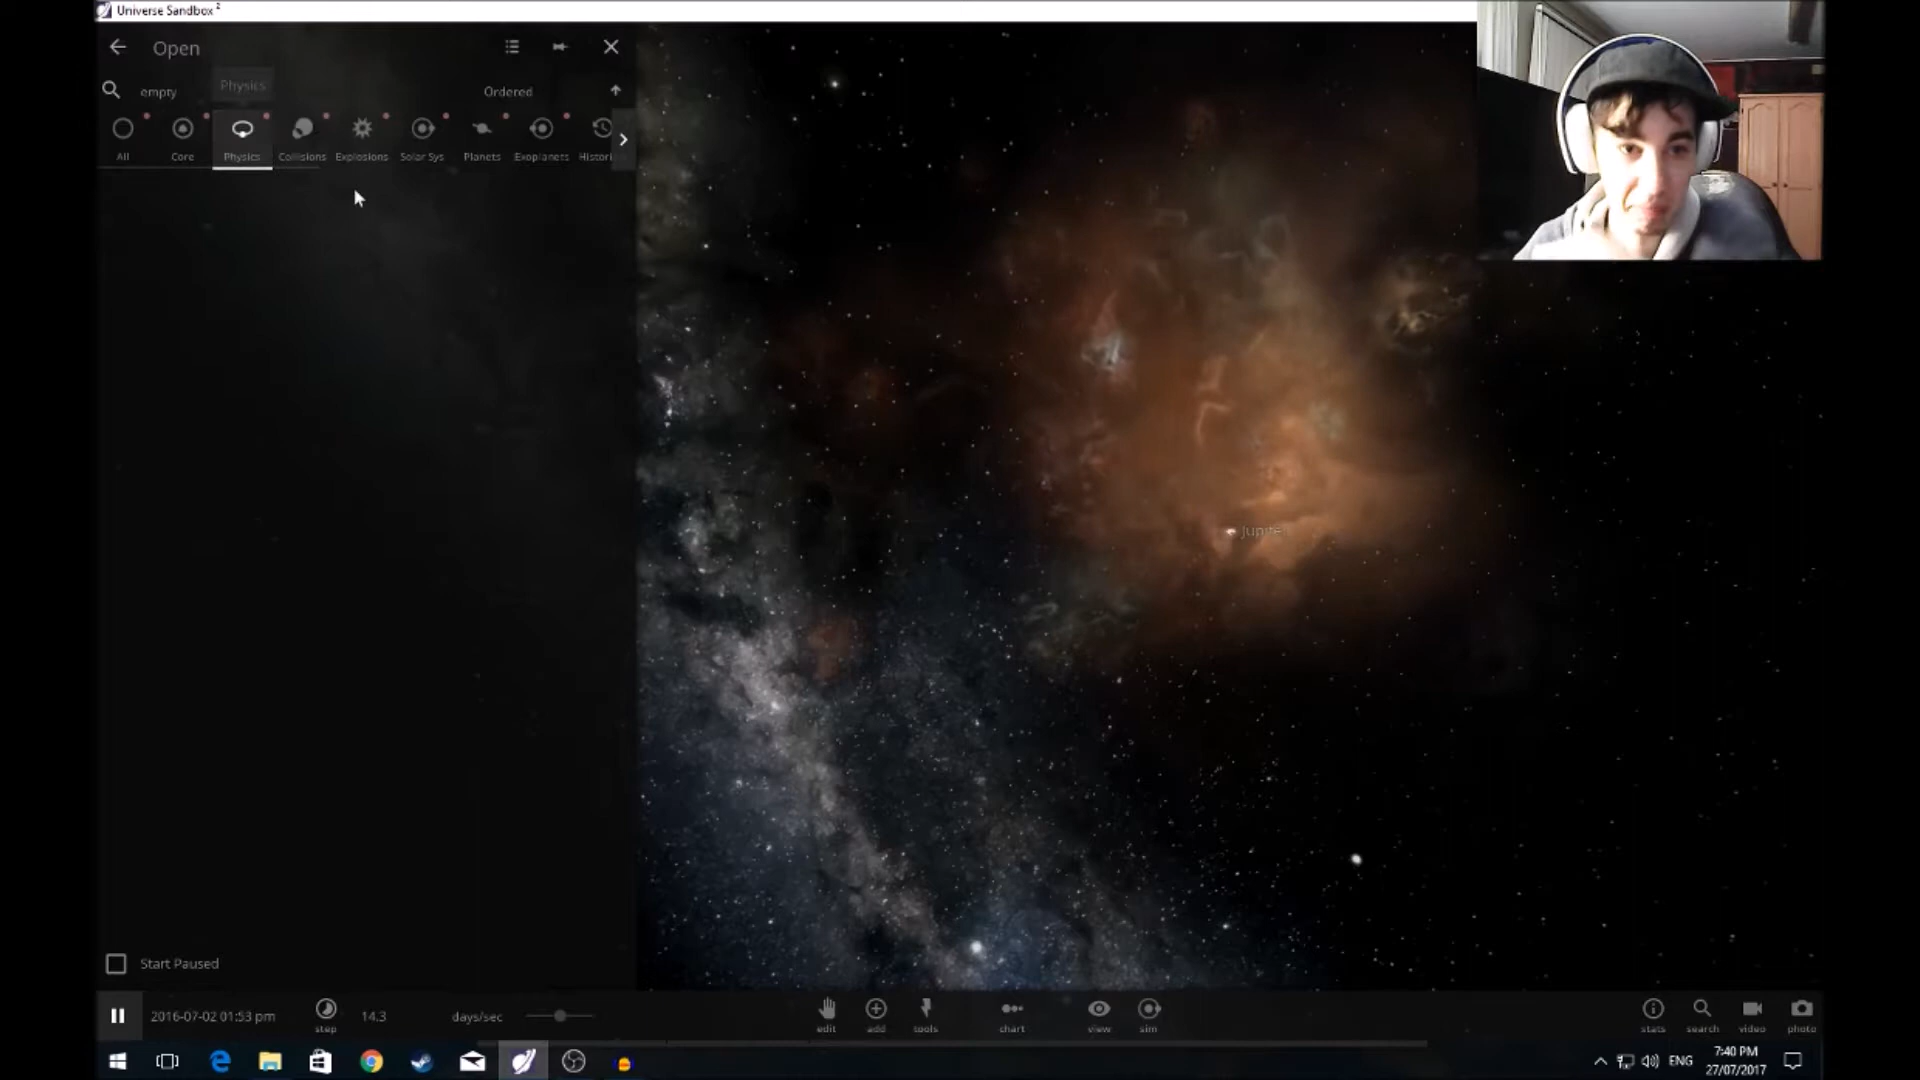 Universe Sandbox ²
Open
empty
Physics
Ordered
All
Core
Physics
Collisions
Explosions
Solar Sys
Planets
Exoplanets
Histori
Jupiter
Start Paused
2016-07-02 01:53 pm
step
14.3
days/sec
edit
add
tools
chart
view
sim
stats
search
video
photo
ENG
7:40 PM
27/07/2017